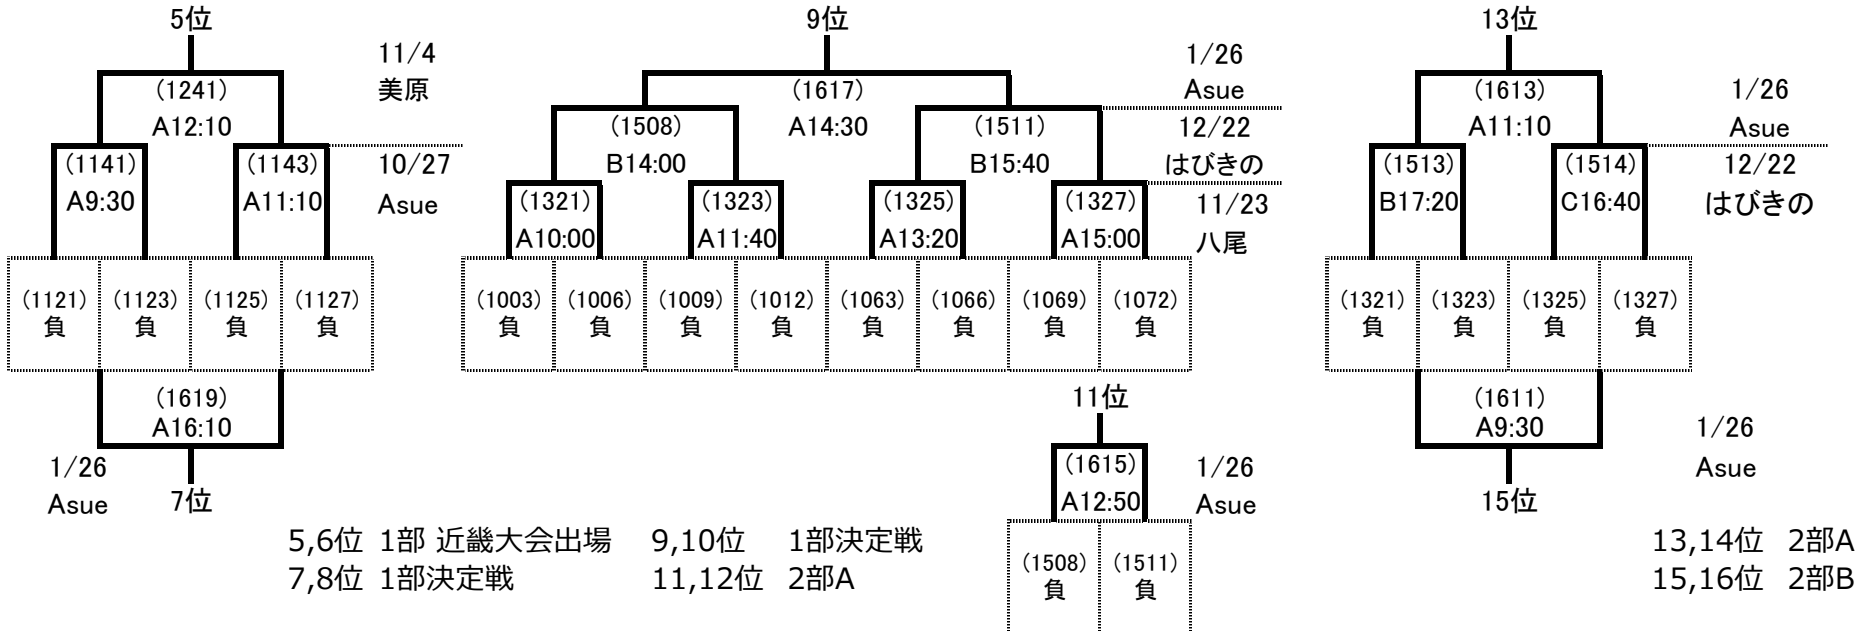 5位
11/4
美原
(1241)
A12:10
(1141)
A9:30
(1143)
A11:10
10/27
Asue
(1121)
負
(1123)
負
(1125)
負
(1127)
負
(1619)
A16:10
1/26
Asue
7位
9位
1/26
Asue
(1617)
A14:30
(1508)
B14:00
(1511)
B15:40
12/22
はびきの
(1321)
A10:00
(1323)
A11:40
(1325)
A13:20
(1327)
A15:00
11/23
八尾
(1003)
負
(1006)
負
(1009)
負
(1012)
負
(1063)
負
(1066)
負
(1069)
負
(1072)
負
11位
(1615)
A12:50
1/26
Asue
(1508)
負
(1511)
負
13位
(1613)
A11:10
1/26
Asue
(1513)
B17:20
(1514)
C16:40
12/22
はびきの
(1321)
負
(1323)
負
(1325)
負
(1327)
負
(1611)
A9:30
1/26
Asue
15位
5,6位 1部 近畿大会出場
7,8位 1部決定戦
9,10位 1部決定戦
11,12位 2部A
13,14位 2部A
15,16位 2部B